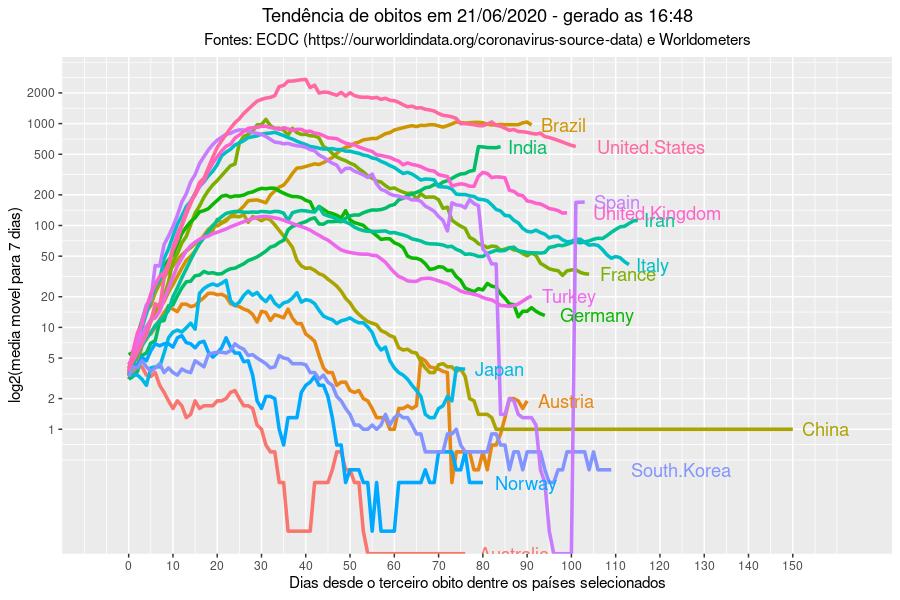 Tendência de obitos em 21/06/2020 - gerado as 16:48
Fontes: ECDC (https://ourworldindata.org/coronavirus-source-data) e Worldometers
log2(media movel para 7 dias)
2000
1000
500
200
100
50
20
10
5
2
1
Brazil
India
United.States
Spain
United.Kingdom
Iran
Italy
France
Turkey
Germany
Japan
Austria
China
South.Korea
Norway
Australia
0 10 20 30 40 50 60 70 80 90 100 110 120 130 140 150
Dias desde o terceiro obito dentre os países selecionados